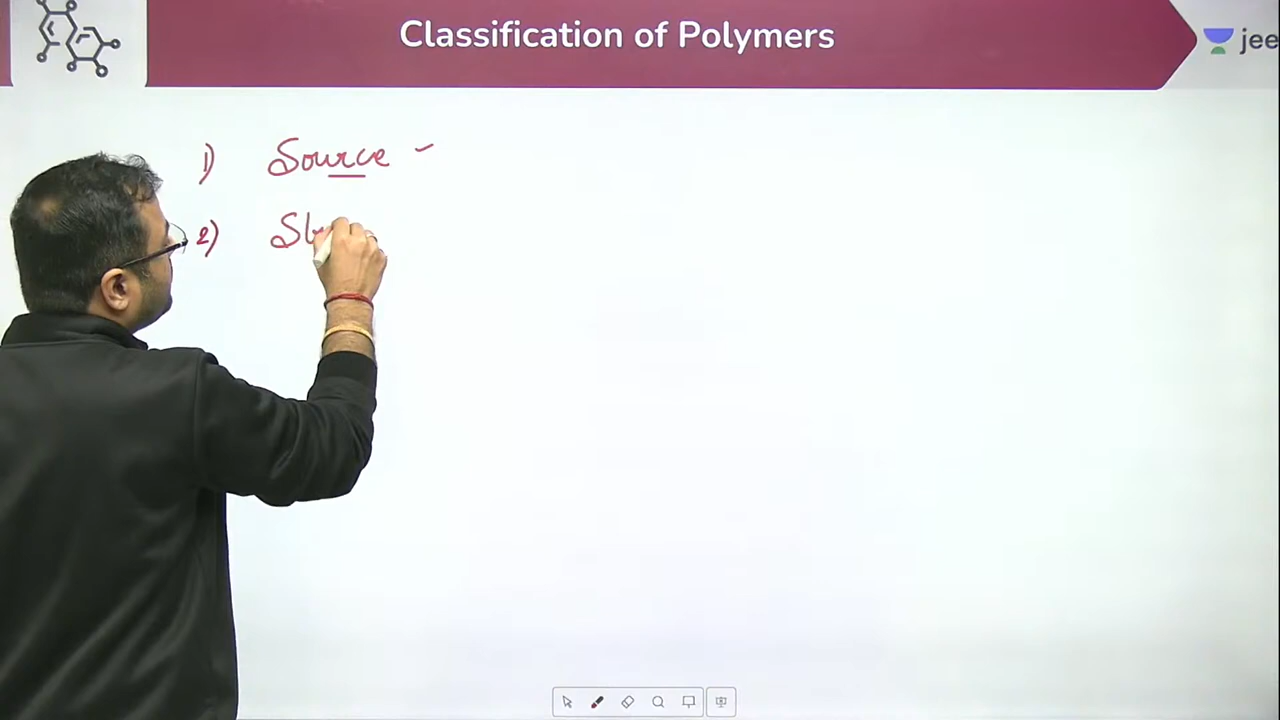 Classification of Polymers
jee
1) Source -
2)